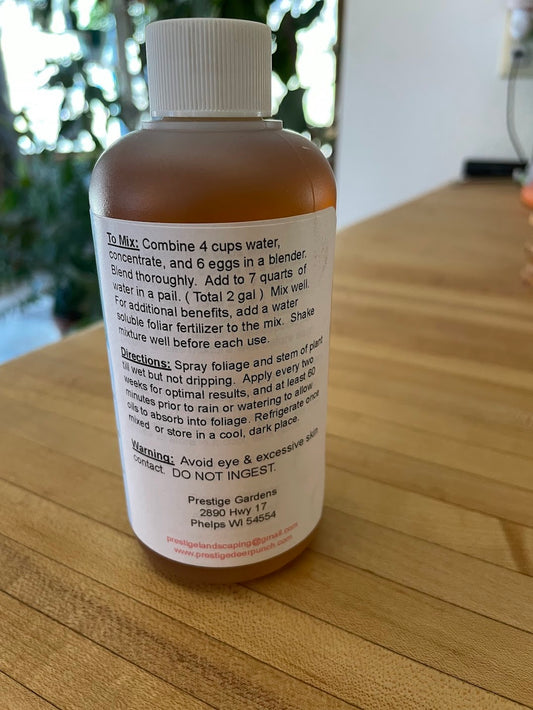 To Mix: Combine 4 cups water,
concentrate, and 6 eggs in a blender.
Blend thoroughly. Add to 7 quarts of
water in a pail. ( Total 2 gal ) Mix well.
For additional benefits, add a water
soluble foliar fertilizer to the mix. Shake
mixture well before each use.
Directions: Spray foliage and stem of plant
till wet but not dripping. Apply every two
weeks for optimal results, and at least 60
minutes prior to rain or watering to allow
oils to absorb into foliage. Refrigerate once
mixed or store in a cool, dark place.
Warning: Avoid eye & excessive skin
contact. DO NOT INGEST.
Prestige Gardens
2890 Hwy 17
Phelps WI 54554
prestigelandscaping@gmail.com
www.prestigedeerpunch.com